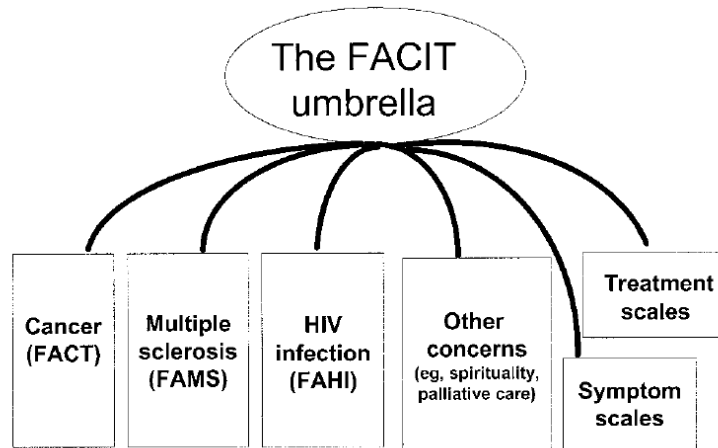 The FACIT
umbrella
Cancer
(FACT)
Multiple
sclerosis
(FAMS)
HIV
infection
(FAHI)
Other
concerns
(eg, spirituality,
palliative care)
Treatment
scales
Symptom
scales